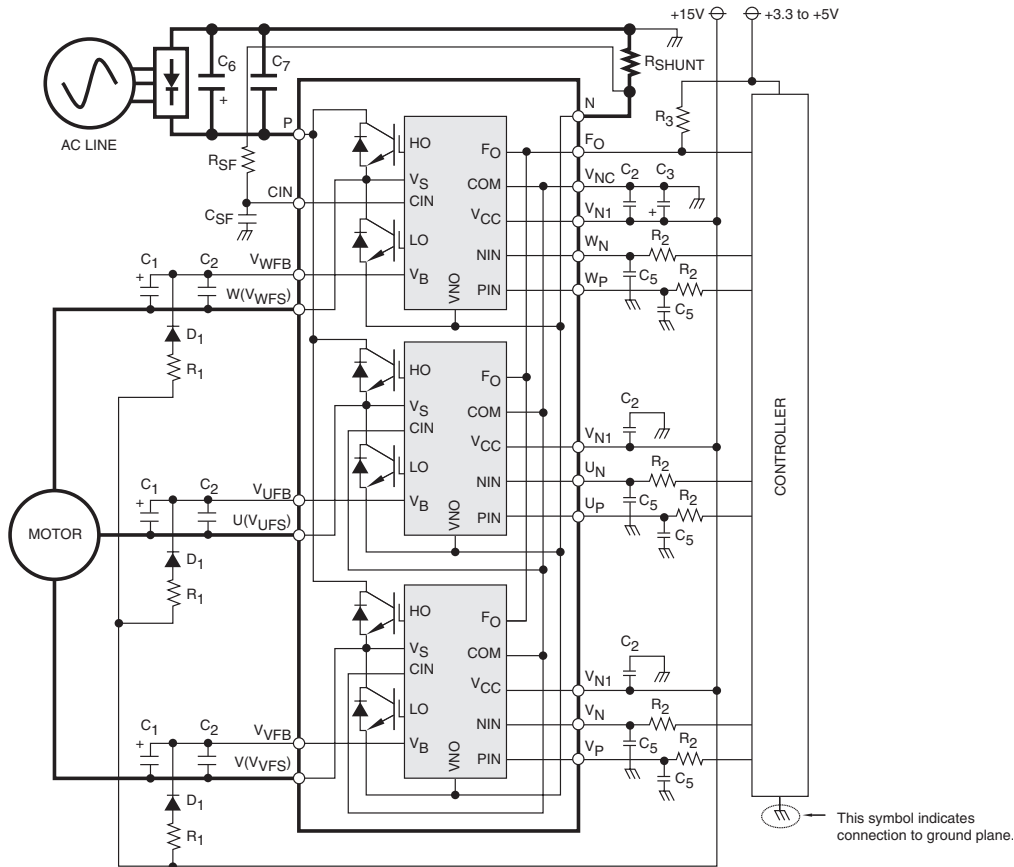 +15V
+3.3 to +5V
C6
C7
+
RSHUNT
AC LINE
P
N
R3
RSF
HO
FO
FO
VNC
C2
C3
VS
COM
CIN
CIN
CSF
VCC
VN1
+
LO
NIN
WN
R2
C1
C2
VWFB
VB
+
VNO
PIN
WP
C5
R2
W(VWFS)
C5
D1
R1
HO
FO
VS
COM
C2
CIN
VCC
VN1
LO
NIN
UN
R2
C1
C2
VUFB
VB
+
VNO
PIN
UP
C5
R2
U(VUFS)
C5
MOTOR
CONTROLLER
D1
R1
HO
FO
VS
COM
C2
CIN
VCC
VN1
LO
NIN
VN
R2
C1
C2
VVFB
VB
+
VNO
PIN
VP
C5
R2
V(VVFS)
C5
D1
R1
This symbol indicates
connection to ground plane.